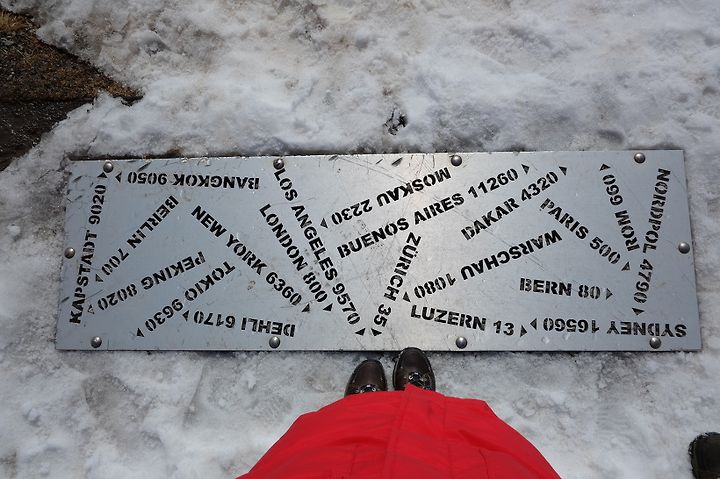 KAPSTADT 9020
BANGKOK 9050
BERLIN 700
PEKING 8020
TOKIO 9630
DEHLI 6170
NEW YORK 6360
LONDON 800
LOS ANGELES 9570
MOSKAU 2230
BUENOS AIRES 11260
ZÜRICH 35
DAKAR 4320
WARSCHAU 1080
LUZERN 13
PARIS 500
BERN 80
ROM 690
NORDPOL 4790
SYDNEY 16560